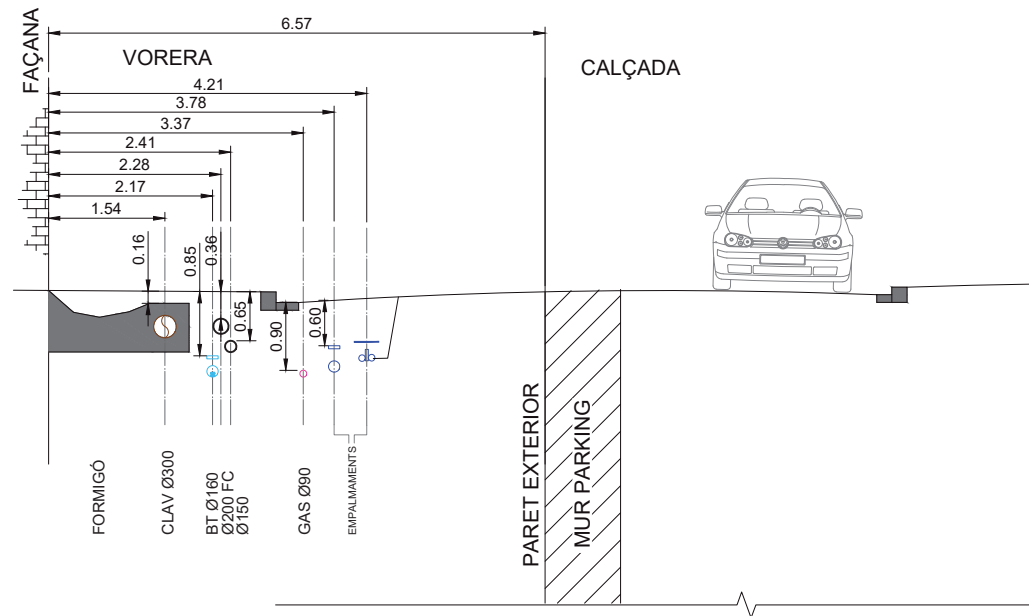 6.57
FAÇANA
VORERA
CALÇADA
4.21
3.78
3.37
2.41
2.28
2.17
1.54
0.16
0.85
0.36
0.65
0.90
0.60
FORMIGÓ
CLAV Ø300
BT Ø160
Ø200 FC
Ø150
GAS Ø90
EMPALMAMENTS
PARET EXTERIOR
MUR PARKING